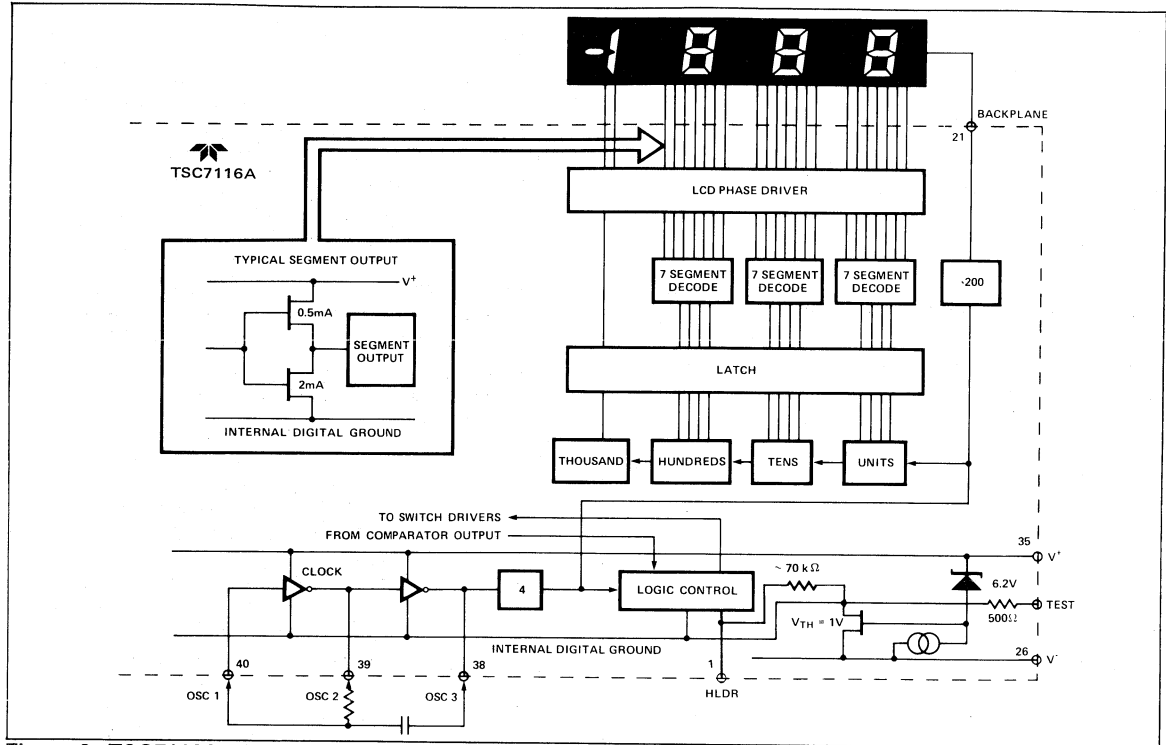 BACKPLANE
21
TSC7116A
LCD PHASE DRIVER
TYPICAL SEGMENT OUTPUT
V+
0.5mA
SEGMENT
OUTPUT
2mA
INTERNAL DIGITAL GROUND
-1 8 8 8
7 SEGMENT
DECODE
7 SEGMENT
DECODE
7 SEGMENT
DECODE
200
LATCH
THOUSAND
HUNDREDS
TENS
UNITS
TO SWITCH DRIVERS
FROM COMPARATOR OUTPUT
35
V+
CLOCK
4
LOGIC CONTROL
~ 70 kΩ
6.2V
TEST
500Ω
VTH = 1V
INTERNAL DIGITAL GROUND
26
V-
40
39
38
1
OSC 1
OSC 2
OSC 3
HLDR